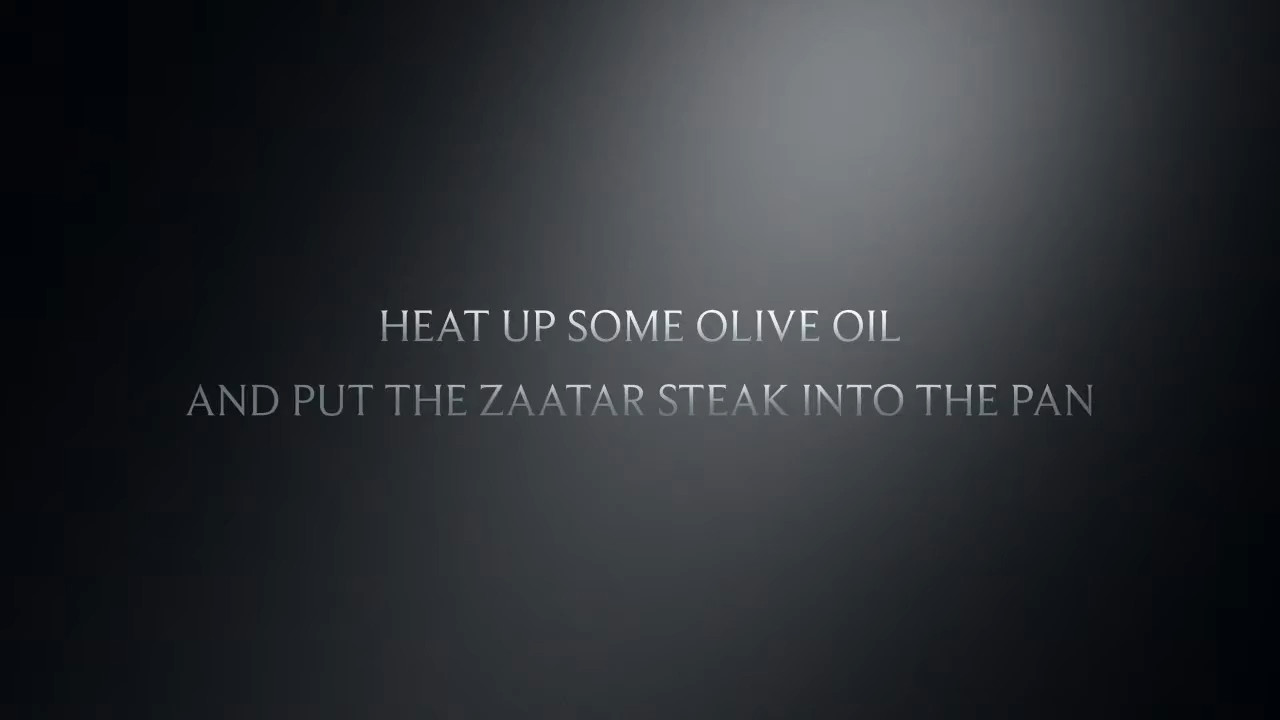 HEAT UP SOME OLIVE OIL
AND PUT THE ZAATAR STEAK INTO THE PAN